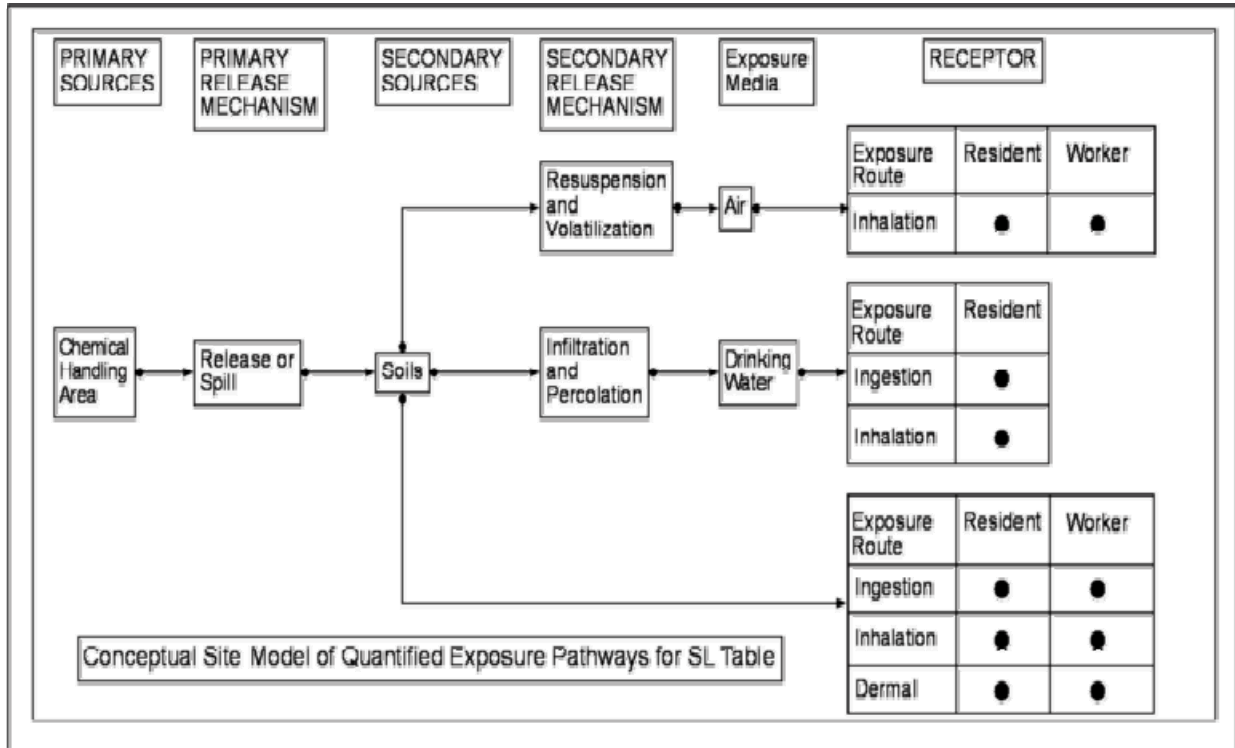 PRIMARY
SOURCES
PRIMARY
RELEASE
MECHANISM
SECONDARY
SOURCES
SECONDARY
RELEASE
MECHANISM
Exposure
Media
RECEPTOR
Exposure
Route
Resident
Worker
Inhalation
Resuspension
and
Volatilization
Air
Chemical
Handling
Area
Release or
Spill
Soils
Infiltration
and
Percolation
Drinking
Water
Exposure
Route
Resident
Ingestion
Inhalation
Exposure
Route
Resident
Worker
Ingestion
Inhalation
Dermal
Conceptual Site Model of Quantified Exposure Pathways for SL Table